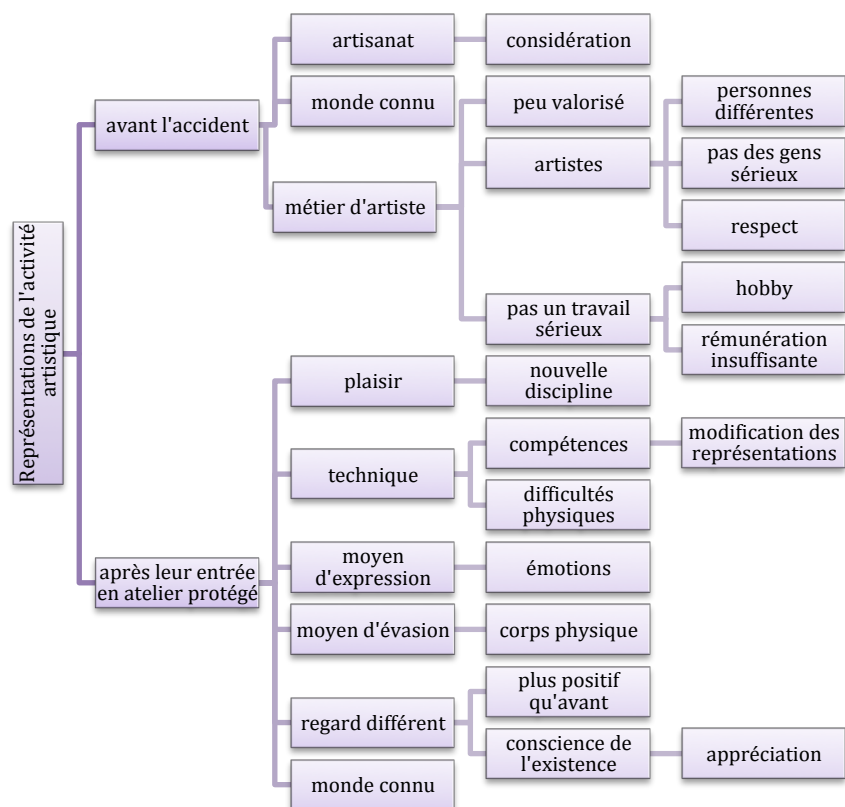 Représentations de l'activité
artistique
avant l'accident
artisanat
considération
monde connu
métier d'artiste
peu valorisé
artistes
personnes
différentes
pas des gens
sérieux
respect
pas un travail
sérieux
hobby
rémunération
insuffisante
après leur entrée
en atelier protégé
plaisir
nouvelle
discipline
technique
compétences
modification des
représentations
difficultés
physiques
moyen
d'expression
émotions
moyen d'évasion
corps physique
regard différent
plus positif
qu'avant
conscience de
l'existence
appréciation
monde connu